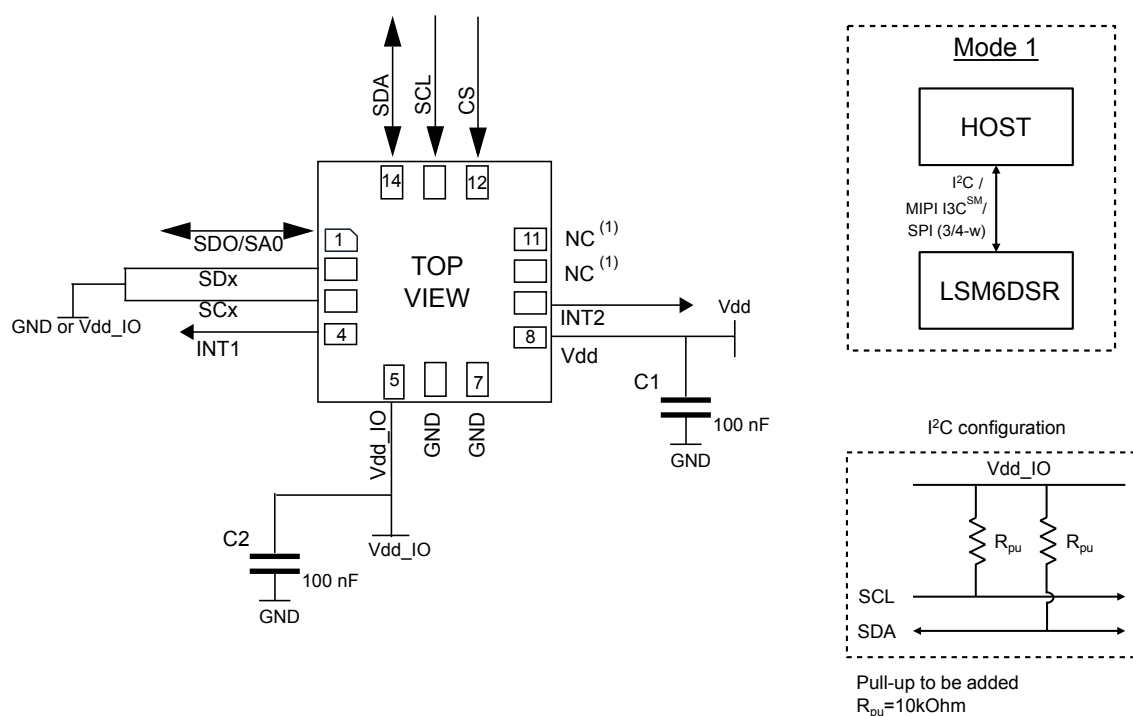 SDA
SCL
CS
14
12
SDO/SA0
1
SDx
SCx
GND or Vdd_IO
INT1
4
TOP
VIEW
11
NC (1)
NC (1)
INT2
8
Vdd
Vdd
5
7
Vdd_IO
GND
GND
C1
100 nF
GND
C2
100 nF
GND
Vdd_IO
Mode 1
HOST
I²C /
MIPI I3C^SM/
SPI (3/4-w)
LSM6DSR
I²C configuration
Vdd_IO
Rpu
Rpu
SCL
SDA
Pull-up to be added
Rpu=10kOhm